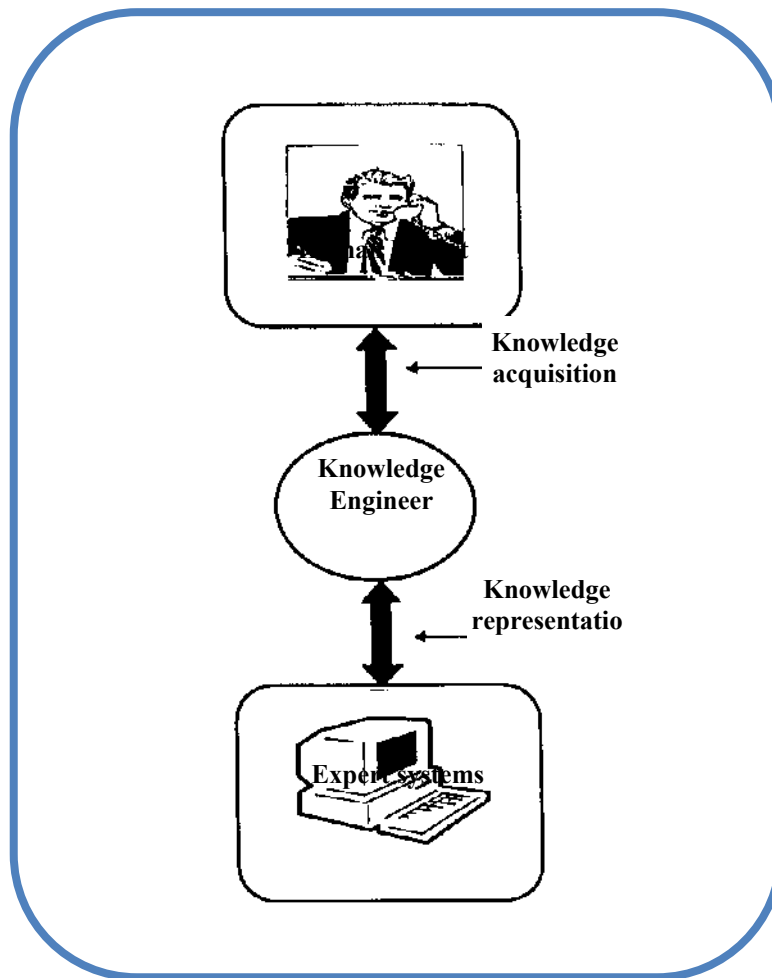 Knowledge
acquisition
Knowledge
Engineer
Knowledge
representatio
Expert systems